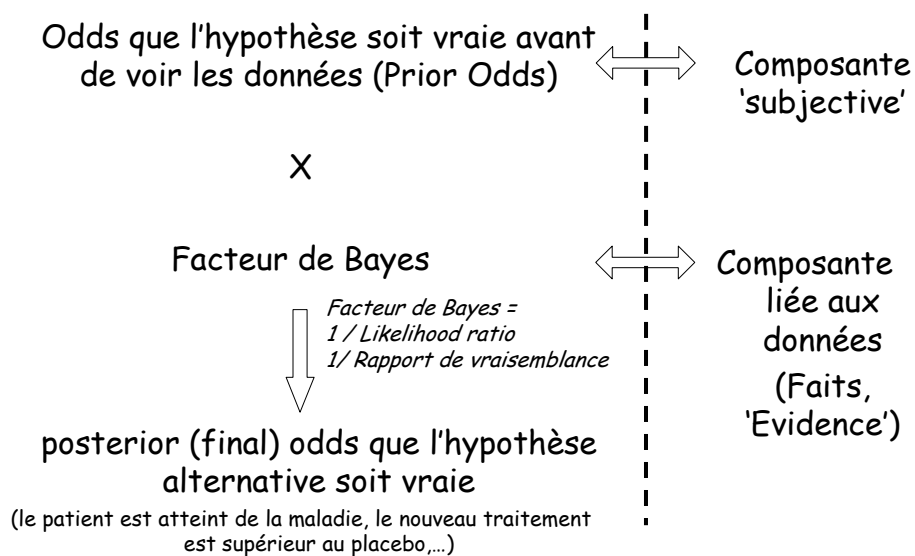 Odds que l'hypothèse soit vraie avant
de voir les données (Prior Odds)
Composante
'subjective'
X
Facteur de Bayes
Composante
liée aux
données
(Faits,
'Evidence')
Facteur de Bayes =
1 / Likelihood ratio
1/ Rapport de vraisemblance
posterior (final) odds que l'hypothèse
alternative soit vraie
(le patient est atteint de la maladie, le nouveau traitement
est supérieur au placebo,...)